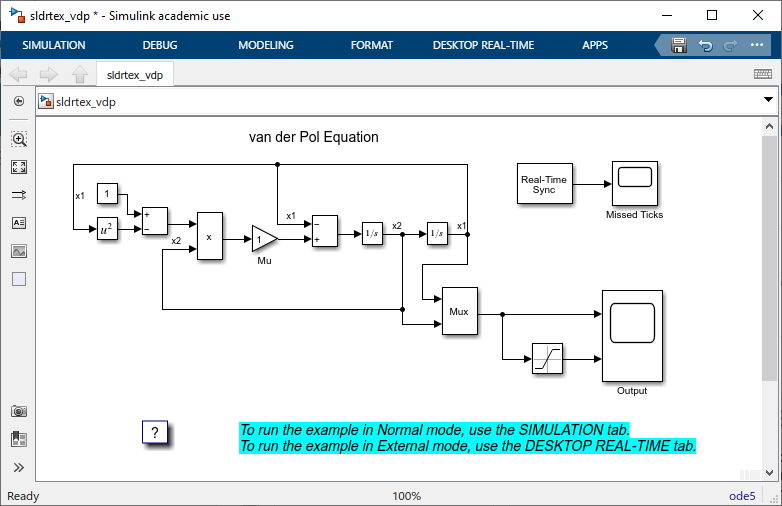 sldrtex_vdp * - Simulink academic use
SIMULATION DEBUG MODELING FORMAT DESKTOP REAL-TIME APPS
sldrtex_vdp
sldrtex_vdp
van der Pol Equation
x1
1
u²
+
−
x2
x
1
Mu
x1
−
+
1/s
x2
1/s
x1
Mux
Real-Time
Sync
Missed Ticks
Output
?
To run the example in Normal mode, use the SIMULATION tab.
To run the example in External mode, use the DESKTOP REAL-TIME tab.
Ready 100% ode5